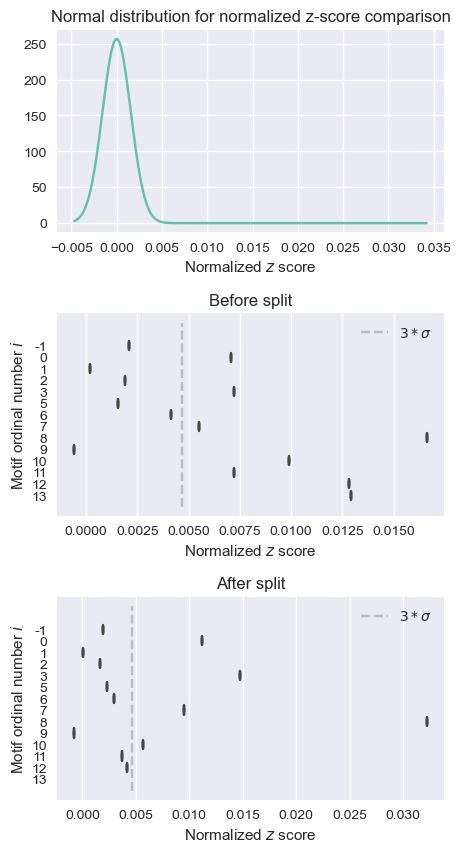 Normal distribution for normalized z-score comparison
250
200
150
100
50
0
−0.005 0.000 0.005 0.010 0.015 0.020 0.025 0.030 0.035
Normalized z score
Before split
Motif ordinal number i
-1
0
1
2
3
5
6
7
8
9
10
11
12
13
3 * σ
0.0000 0.0025 0.0050 0.0075 0.0100 0.0125 0.0150
Normalized z score
After split
Motif ordinal number i
-1
0
1
2
3
5
6
7
8
9
10
11
12
13
3 * σ
0.000 0.005 0.010 0.015 0.020 0.025 0.030
Normalized z score